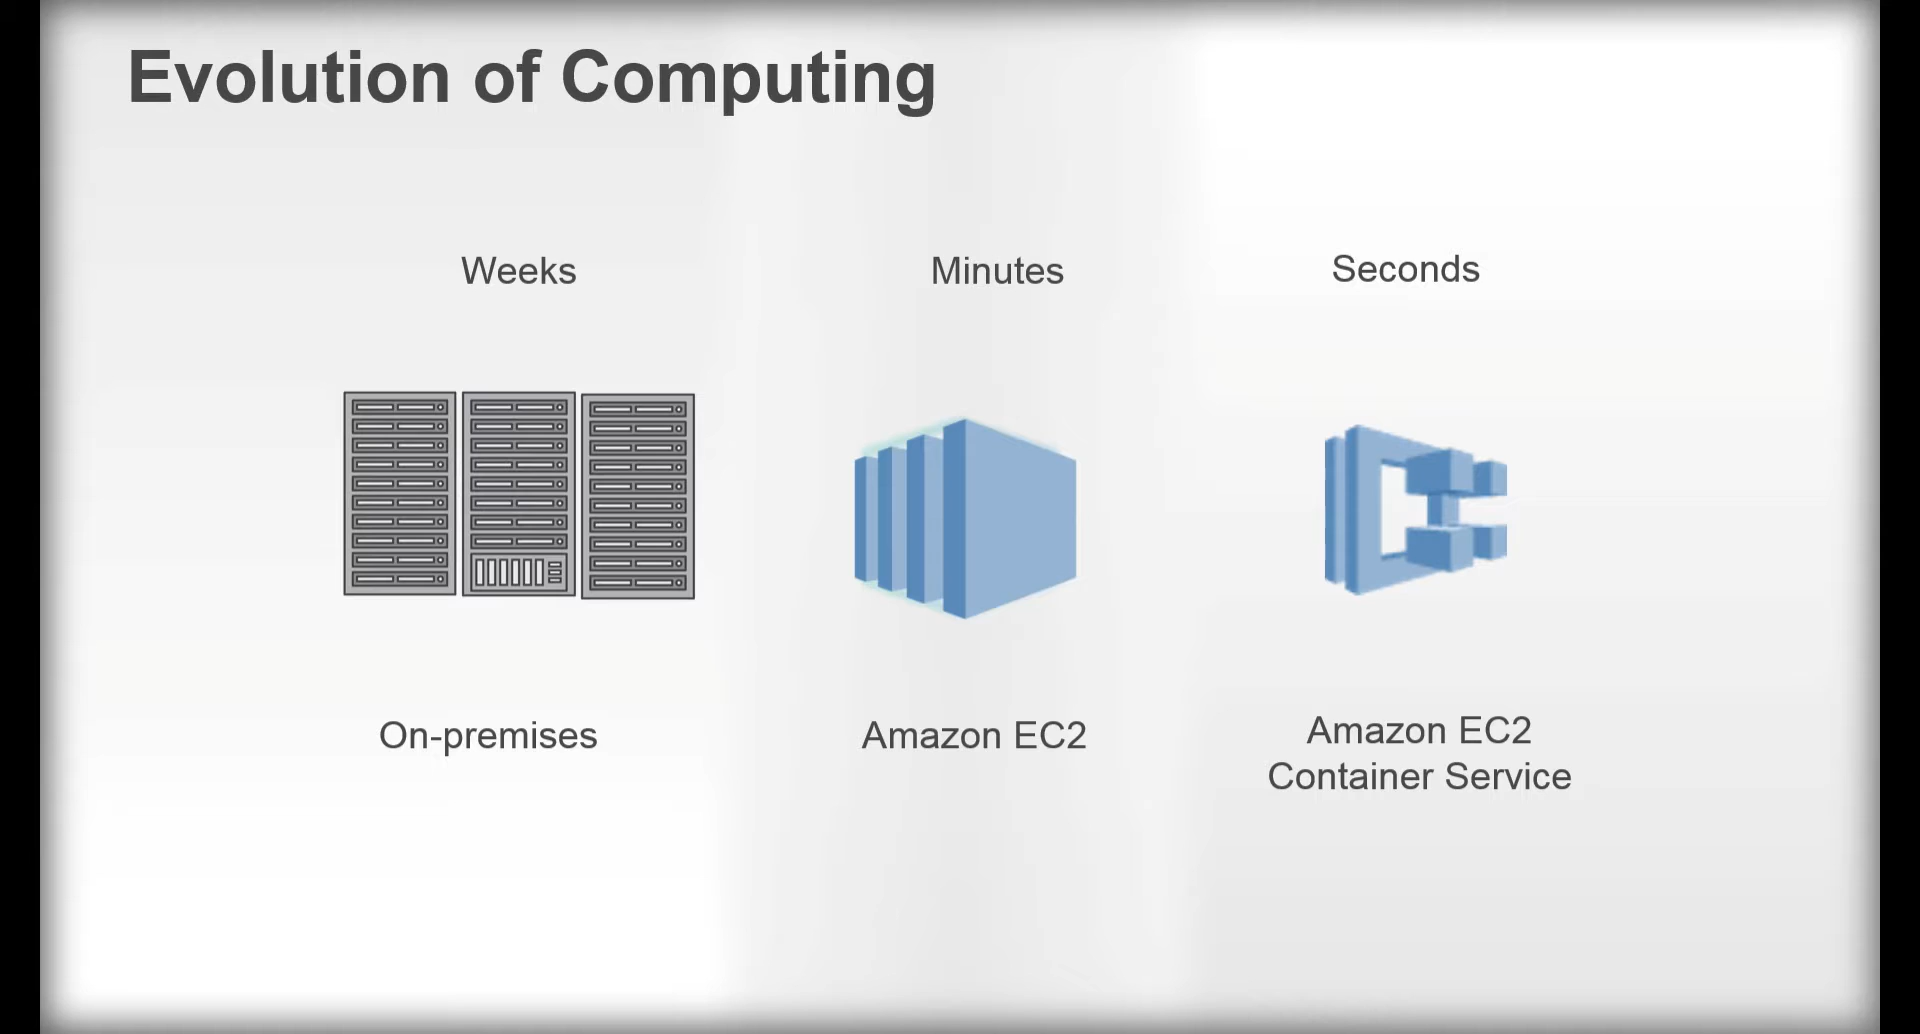 Evolution of Computing
Weeks
Minutes
Seconds
On-premises
Amazon EC2
Amazon EC2
Container Service